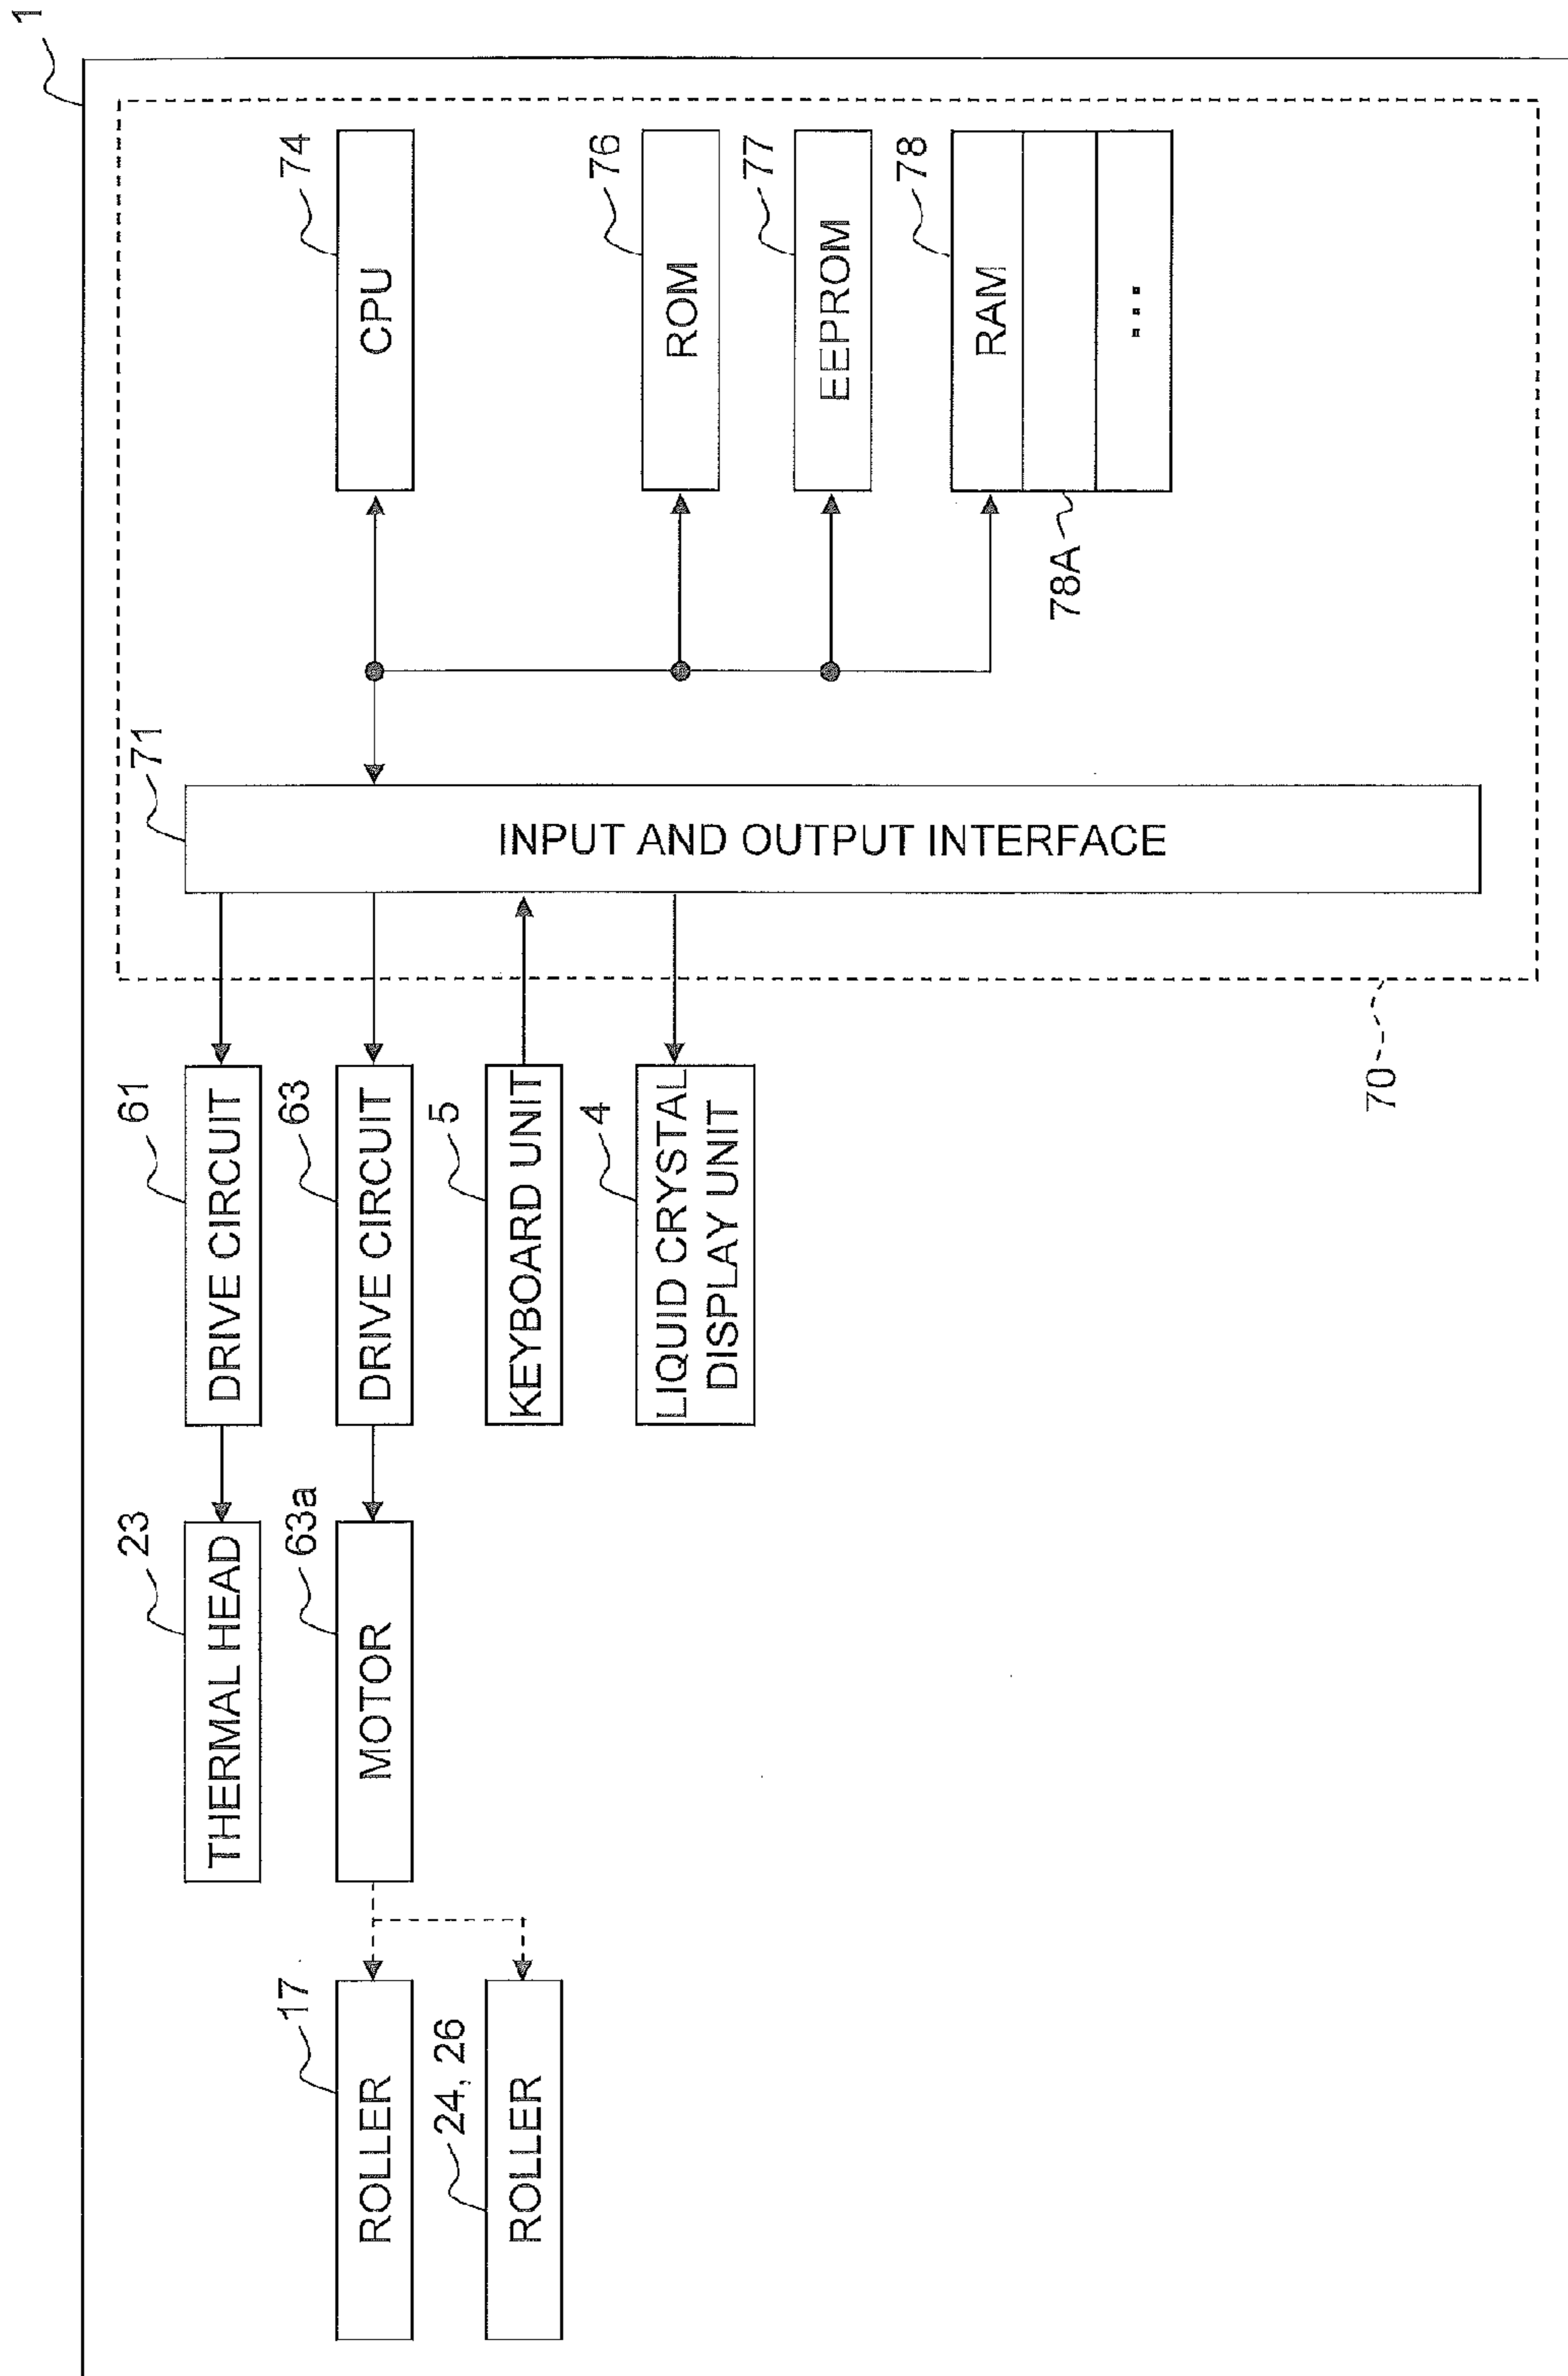 1
74
CPU
76
ROM
77
EEPROM
78
RAM
...
78A
71
INPUT AND OUTPUT INTERFACE
70
61
DRIVE CIRCUIT
63
DRIVE CIRCUIT
5
KEYBOARD UNIT
4
LIQUID CRYSTAL
DISPLAY UNIT
23
THERMAL HEAD
63a
MOTOR
17
ROLLER
24, 26
ROLLER